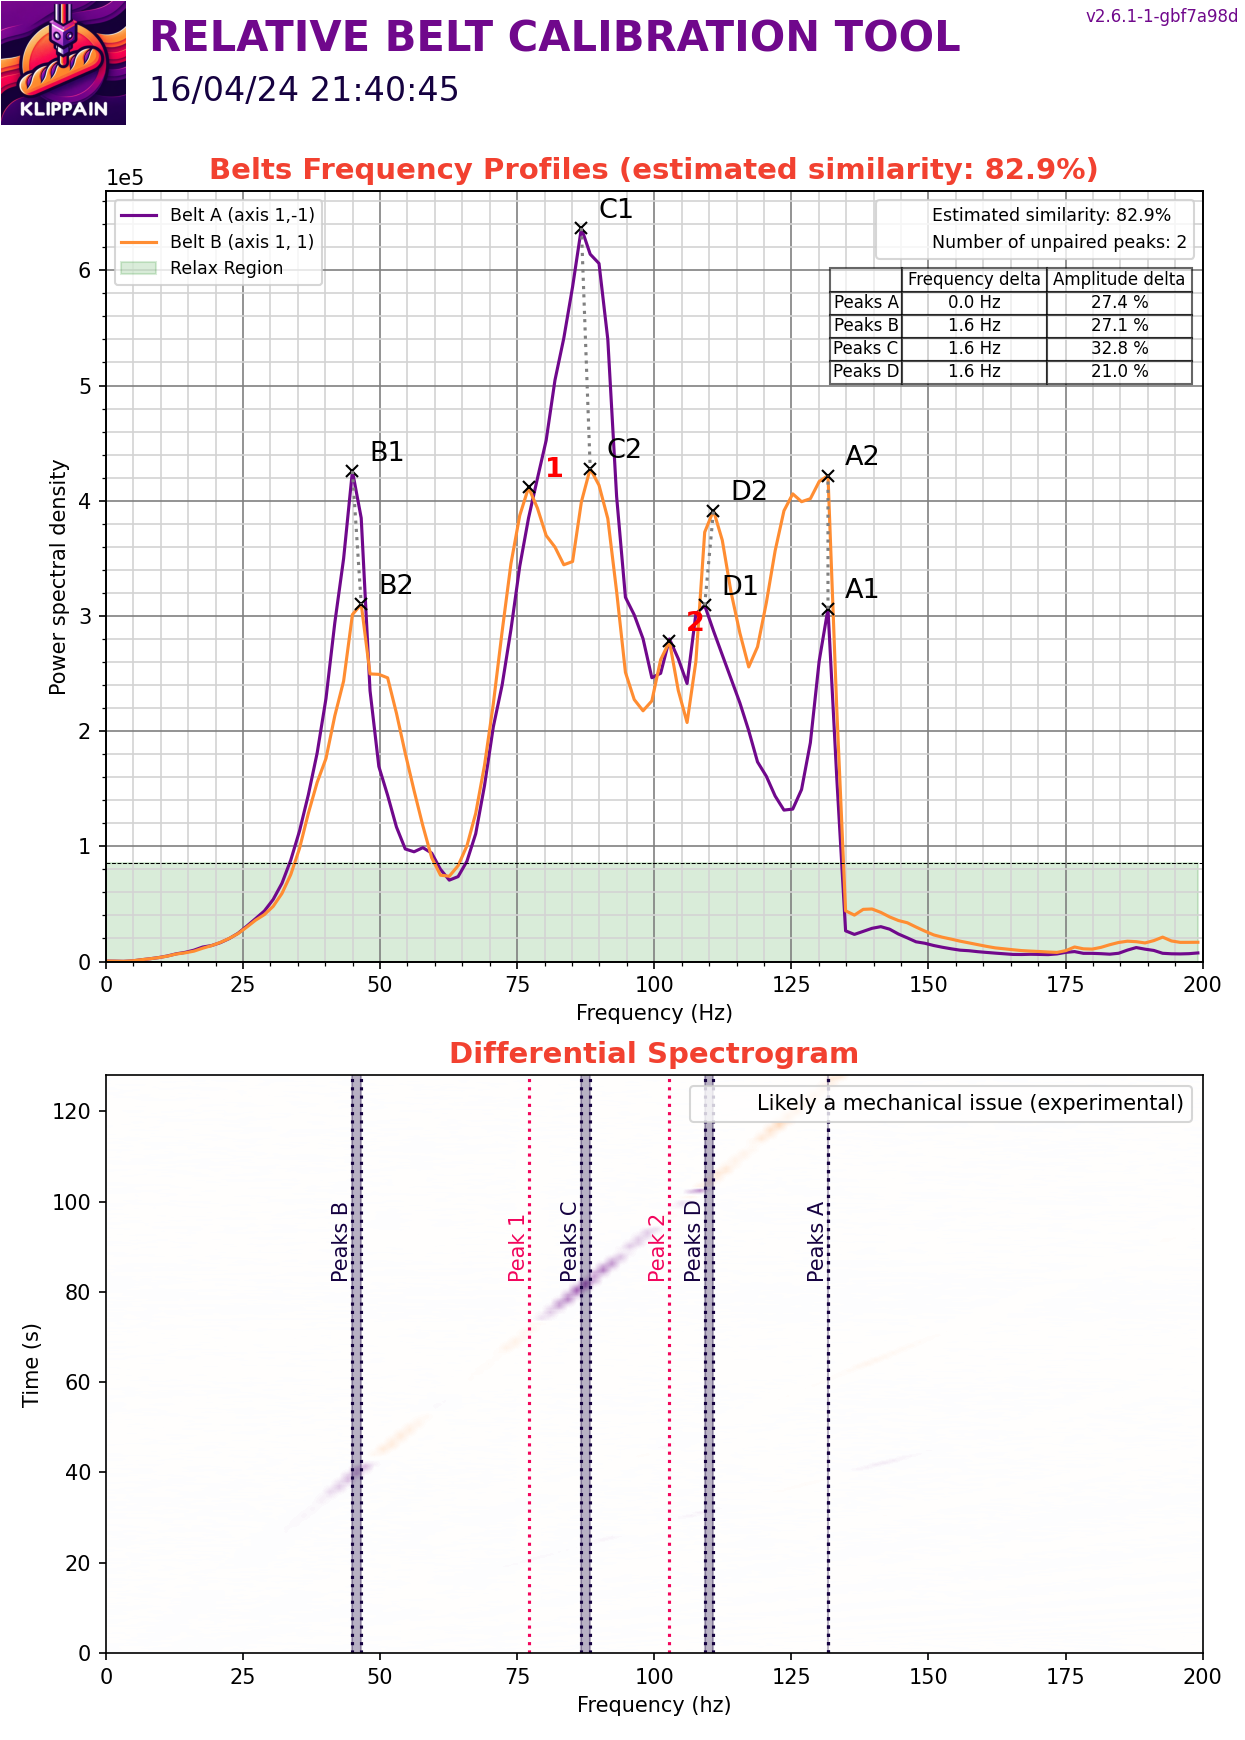 KLIPPAIN
RELATIVE BELT CALIBRATION TOOL
v2.6.1-1-gbf7a98d
16/04/24 21:40:45
Belts Frequency Profiles (estimated similarity: 82.9%)
1e5
Belt A (axis 1,-1)
Belt B (axis 1, 1)
Relax Region
Estimated similarity: 82.9%
Number of unpaired peaks: 2
Frequency delta Amplitude delta
Peaks A 0.0 Hz 27.4 %
Peaks B 1.6 Hz 27.1 %
Peaks C 1.6 Hz 32.8 %
Peaks D 1.6 Hz 21.0 %
C1
B1
1
C2
A2
D2
B2
D1
A1
2
6
5
4
3
2
1
0
Power spectral density
0 25 50 75 100 125 150 175 200
Frequency (Hz)
Differential Spectrogram
Likely a mechanical issue (experimental)
Peaks B
Peak 1
Peaks C
Peak 2
Peaks D
Peaks A
120
100
80
60
40
20
0
Time (s)
0 25 50 75 100 125 150 175 200
Frequency (hz)